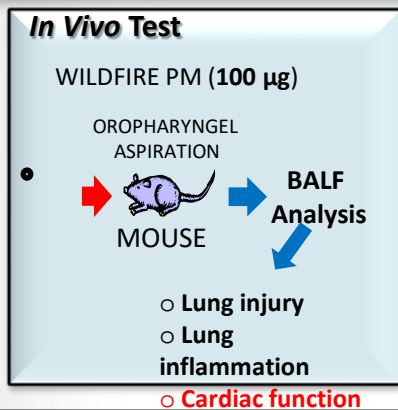 In Vivo Test
WILDFIRE PM (100 µg)
OROPHARYNGEL
ASPIRATION
MOUSE
BALF
Analysis
o Lung injury
o Lung
inflammation
o Cardiac function